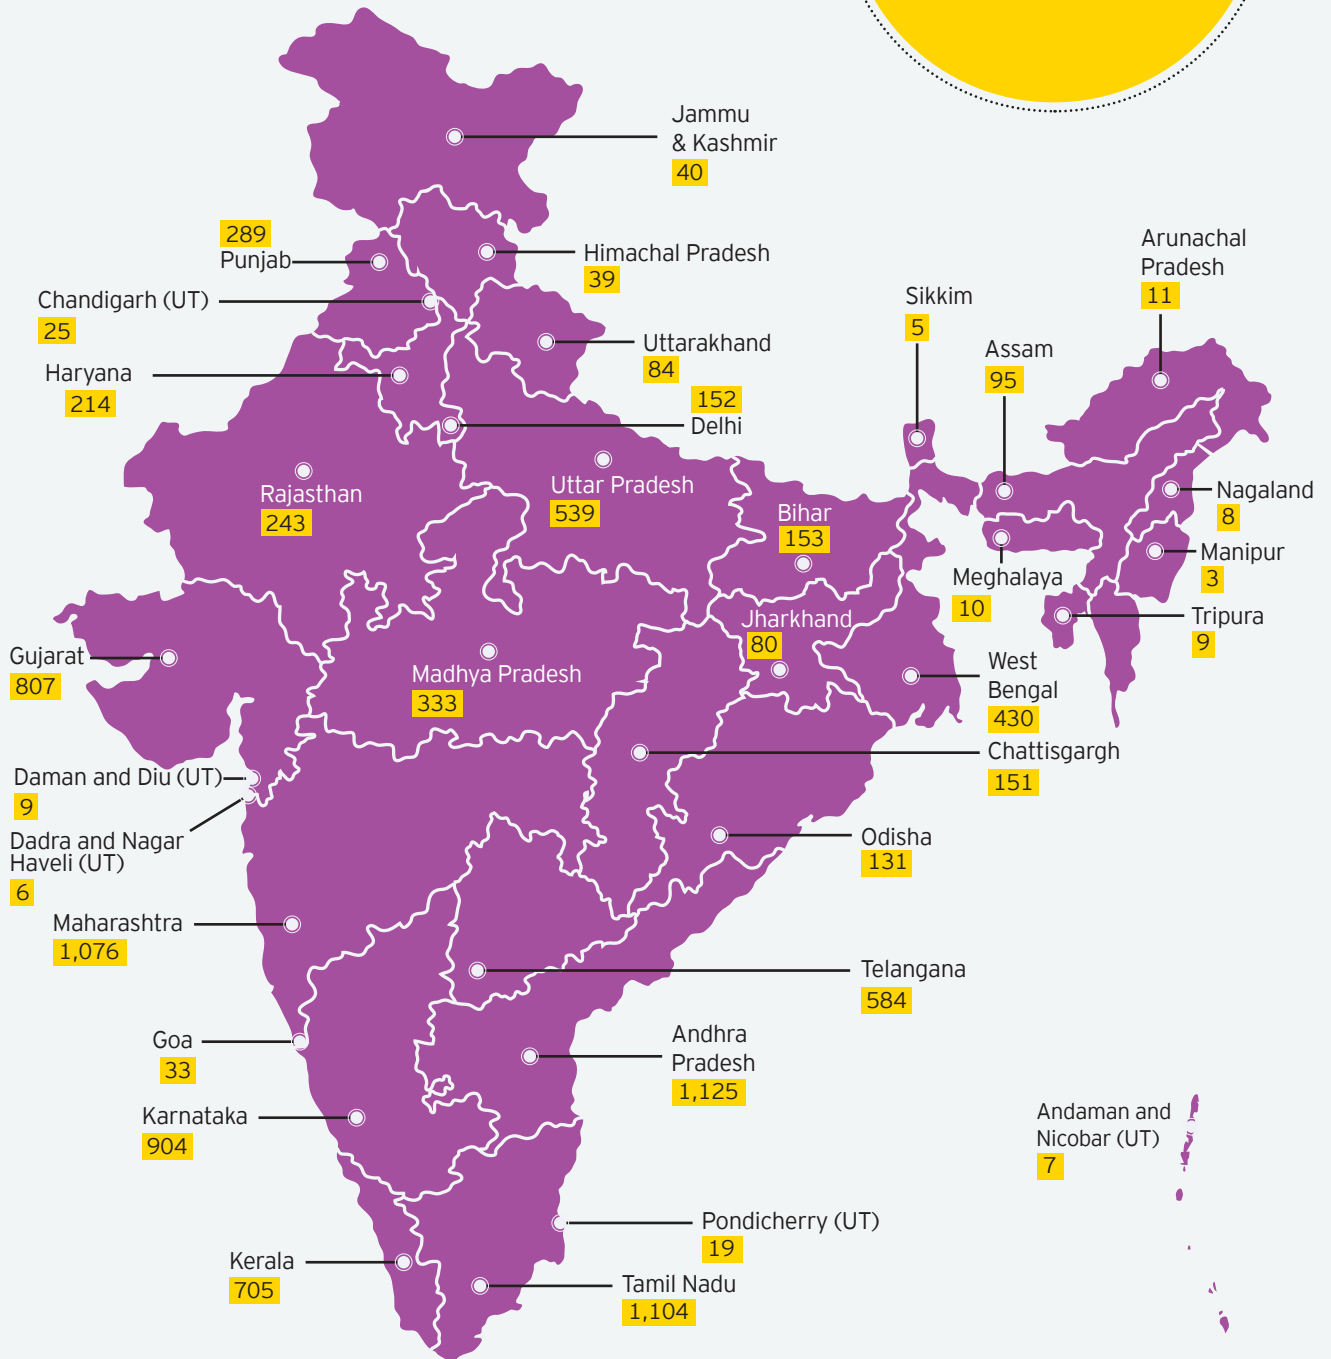 Jammu
& Kashmir
40
289
Punjab
Himachal Pradesh
39
Arunachal
Pradesh
11
Chandigarh (UT)
25
Sikkim
5
Uttarakhand
84
Assam
95
Haryana
214
152
Delhi
Rajasthan
243
Uttar Pradesh
539
Bihar
153
Nagaland
8
Manipur
3
Meghalaya
10
Tripura
9
Jharkhand
80
Gujarat
807
Madhya Pradesh
333
West
Bengal
430
Chattisgargh
151
Daman and Diu (UT)
9
Dadra and Nagar
Haveli (UT)
6
Odisha
131
Maharashtra
1,076
Telangana
584
Goa
33
Andhra
Pradesh
1,125
Karnataka
904
Andaman and
Nicobar (UT)
7
Pondicherry (UT)
19
Kerala
705
Tamil Nadu
1,104